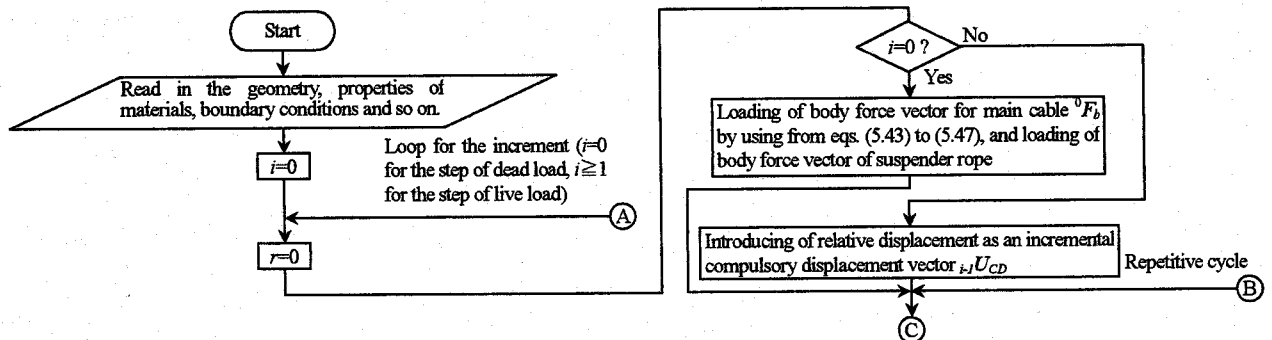 Start
Read in the geometry, properties of
materials, boundary conditions and so on.
i=0
Loop for the increment (i=0
for the step of dead load, i≧1
for the step of live load)
A
r=0
i=0 ?
No
Yes
Loading of body force vector for main cable ⁰F_b
by using from eqs. (5.43) to (5.47), and loading of
body force vector of suspender rope
Introducing of relative displacement as an incremental
compulsory displacement vector _{i-1}U_{CD}
Repetitive cycle
B
C